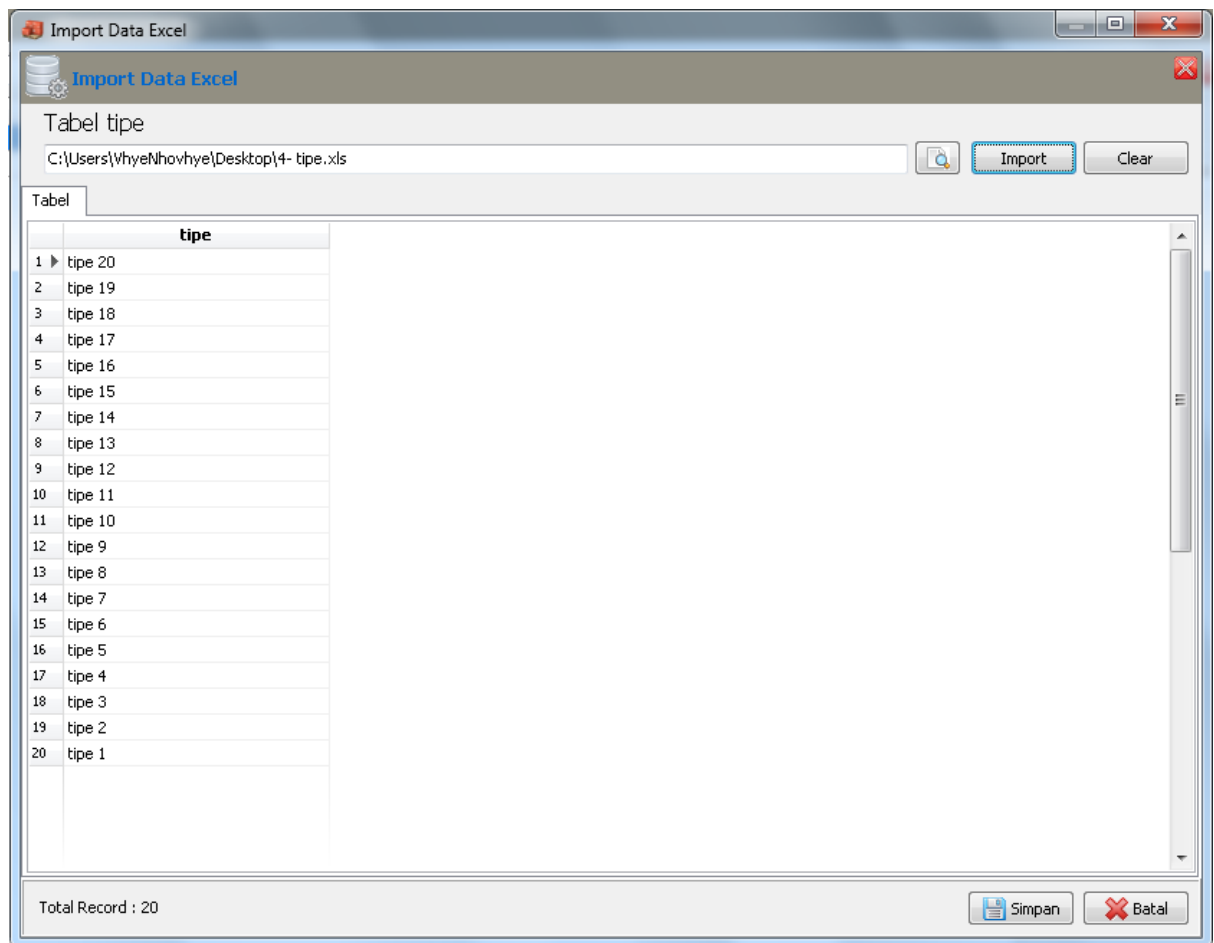 Import Data Excel
Import Data Excel
Tabel tipe
C:\Users\VhyeNhovhye\Desktop\4- tipe.xls Import Clear
Tabel
tipe
1 tipe 20
2 tipe 19
3 tipe 18
4 tipe 17
5 tipe 16
6 tipe 15
7 tipe 14
8 tipe 13
9 tipe 12
10 tipe 11
11 tipe 10
12 tipe 9
13 tipe 8
14 tipe 7
15 tipe 6
16 tipe 5
17 tipe 4
18 tipe 3
19 tipe 2
20 tipe 1
Total Record : 20 Simpan Batal